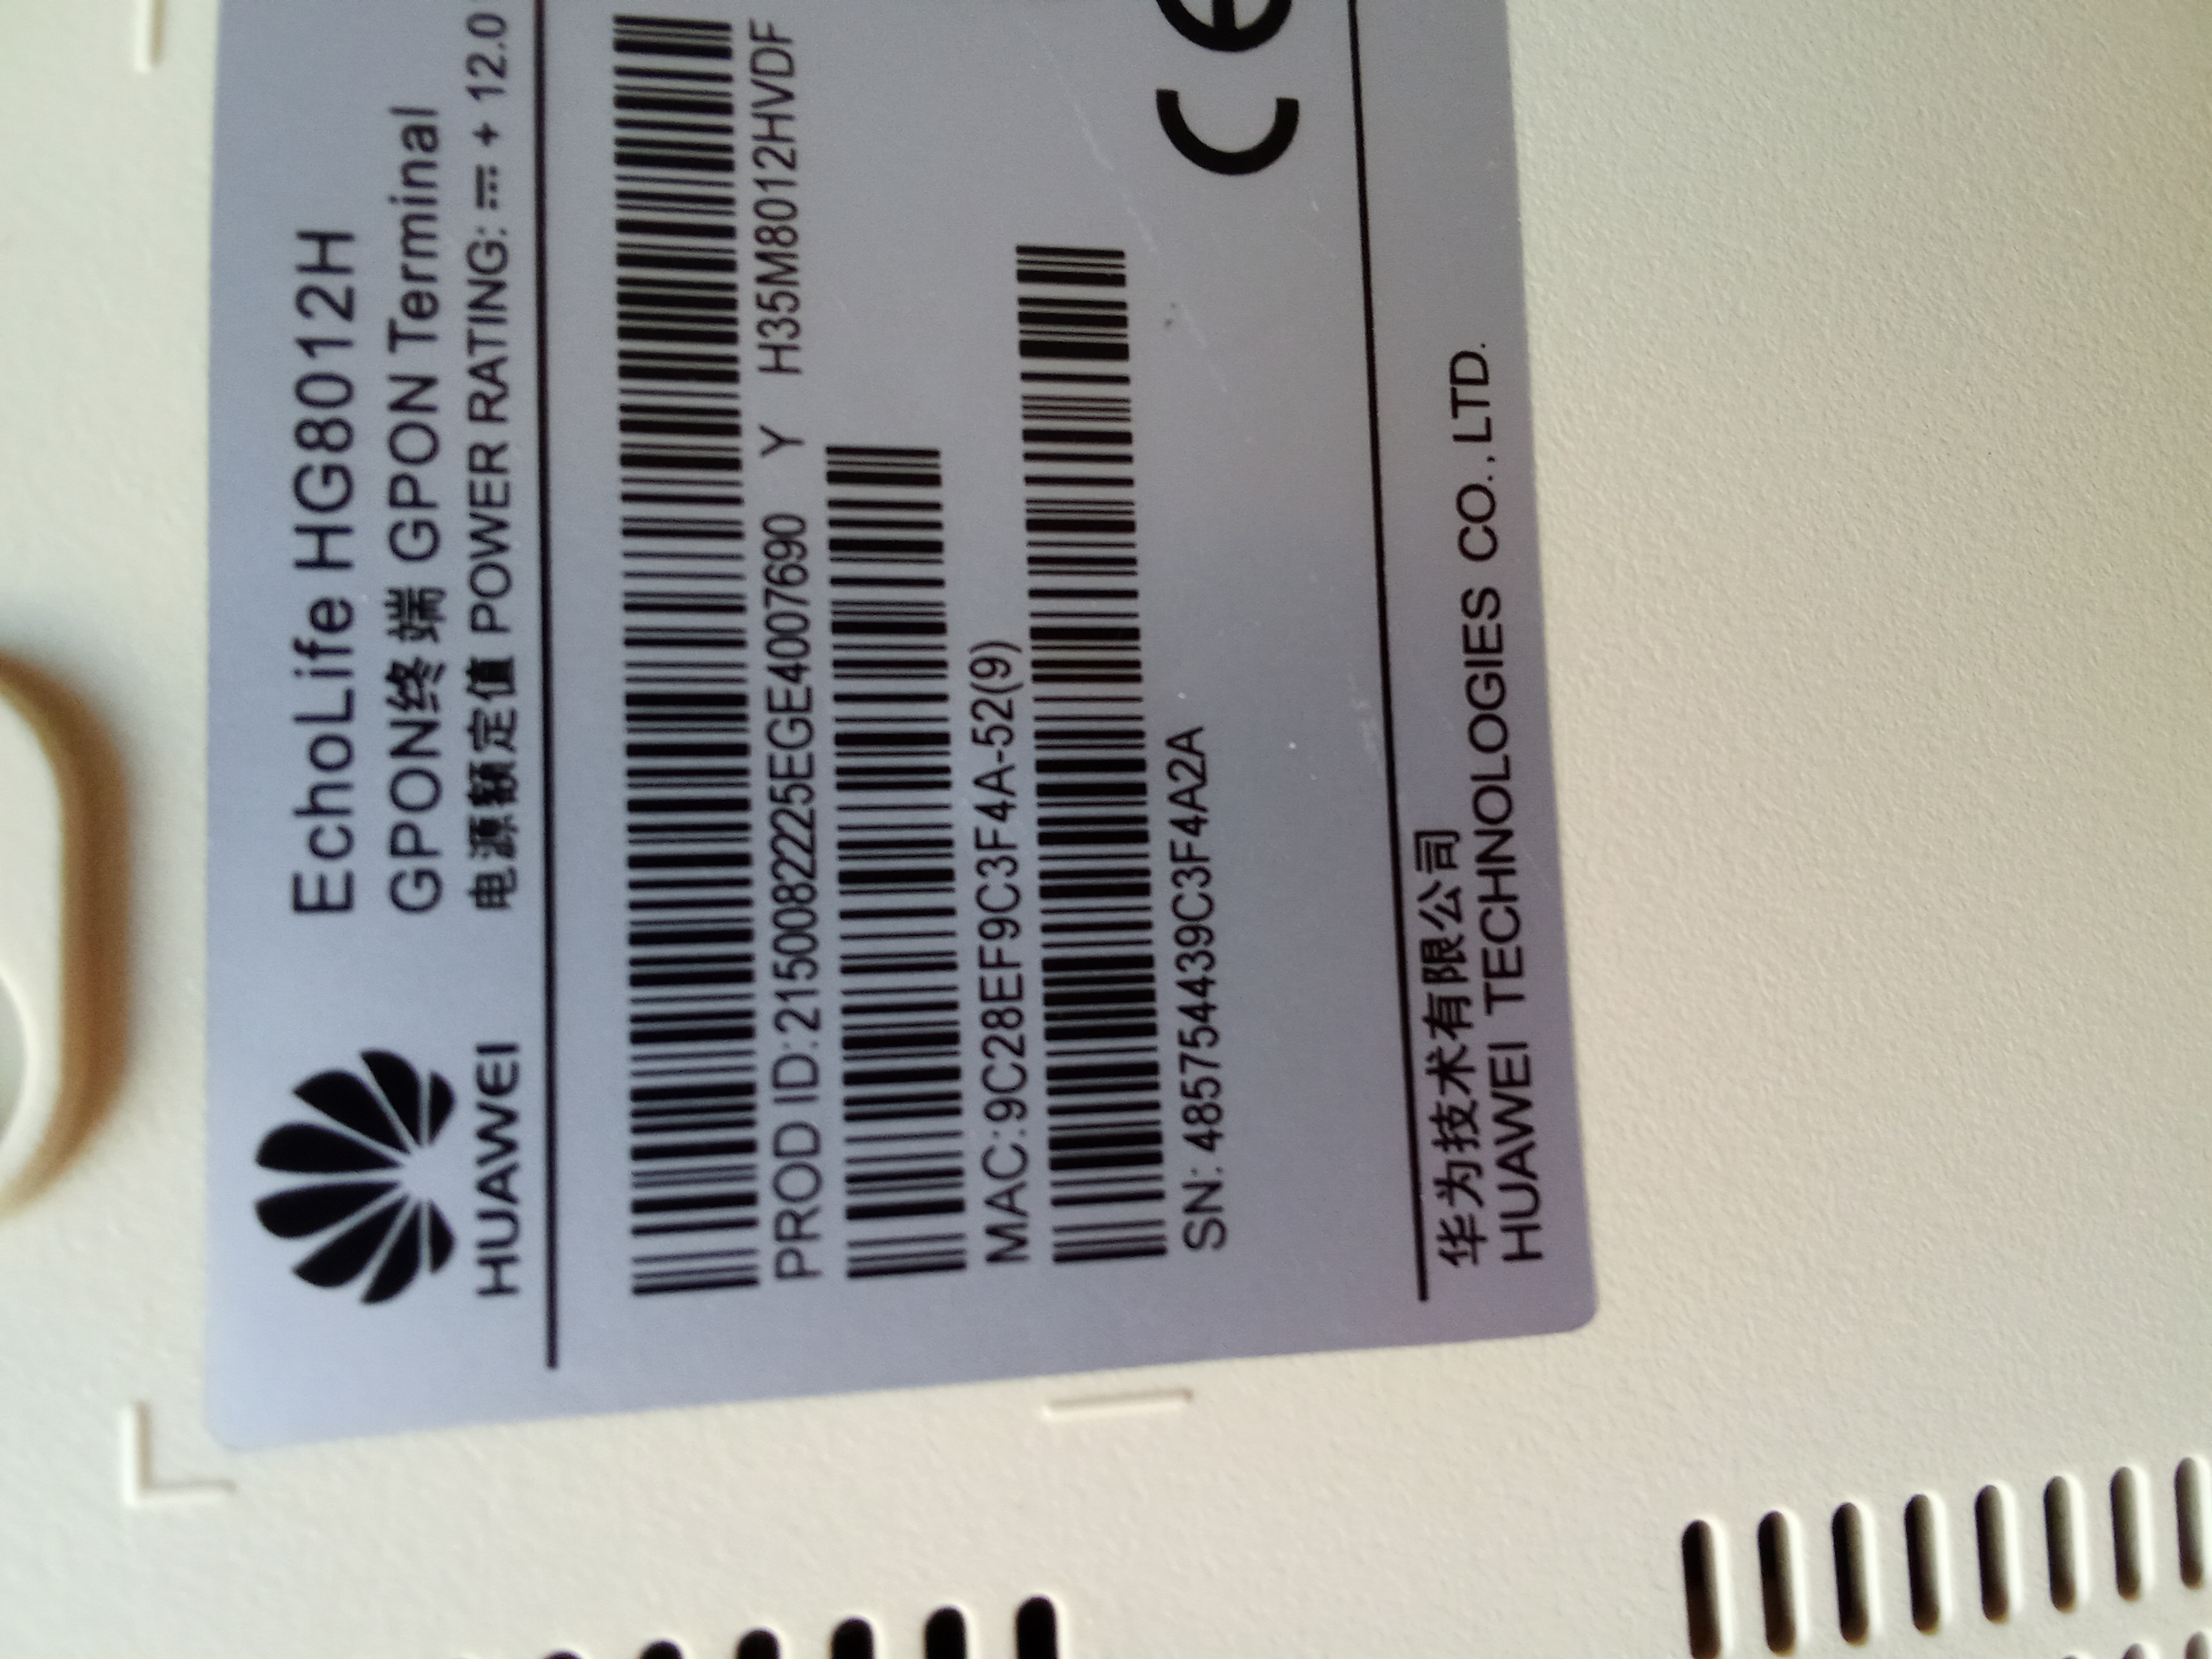 HUAWEI
EchoLife HG8012H
GPON终端 GPON Terminal
电源额定值 POWER RATING: ⎓ + 12.0
PROD ID:2150082225EGE4007690 Y H35M8012HVDF
MAC:9C28EF9C3F4A-52(9)
SN: 485754439C3F4A2A
CE
华为技术有限公司
HUAWEI TECHNOLOGIES CO.,LTD.